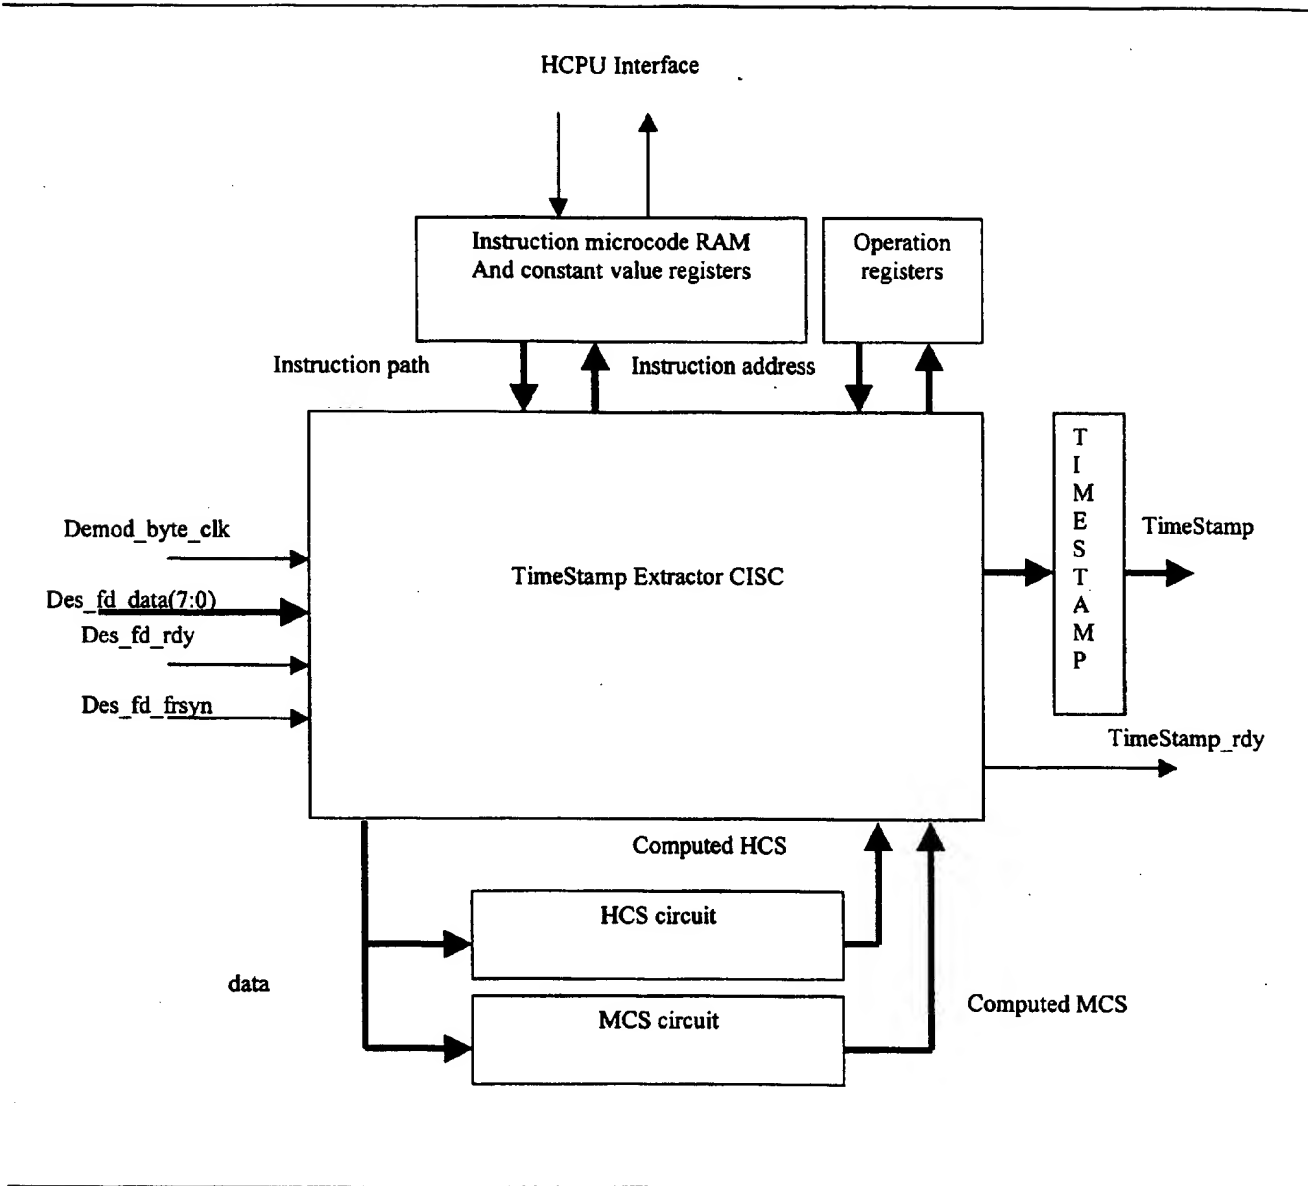 HCPU Interface
Instruction microcode RAM
And constant value registers
Operation
registers
Instruction path
Instruction address
Demod_byte_clk
Des_fd_data(7:0)
Des_fd_rdy
Des_fd_frsyn
TimeStamp Extractor CISC
T
I
M
E
S
T
A
M
P
TimeStamp
TimeStamp_rdy
Computed HCS
HCS circuit
data
MCS circuit
Computed MCS